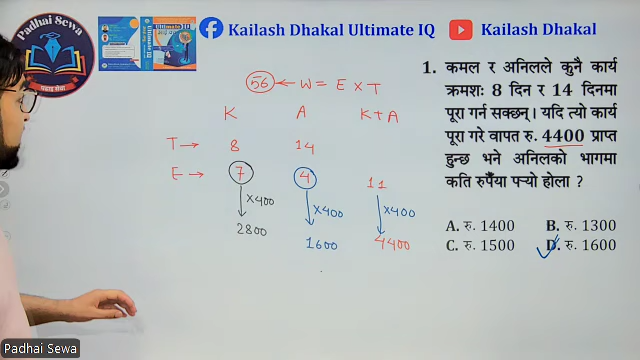 Padhai Sewa
पढाइ सेवा
Kailash Dhakal Ultimate IQ
Kailash Dhakal
56 ← W = E × T
K A K+A
T → 8 14
E → 7 4 11
×400 ×400 ×400
2800 1600 4400
1. कमल र अनिलले कुनै कार्य
क्रमशः 8 दिन र 14 दिनमा
पूरा गर्न सक्छन्। यदि त्यो कार्य
पूरा गरे वापत रु. 4400 प्राप्त
हुन्छ भने अनिलको भागमा
कति रुपैँया पऱ्यो होला ?
A. रु. 1400 B. रु. 1300
C. रु. 1500 D. रु. 1600
Padhai Sewa